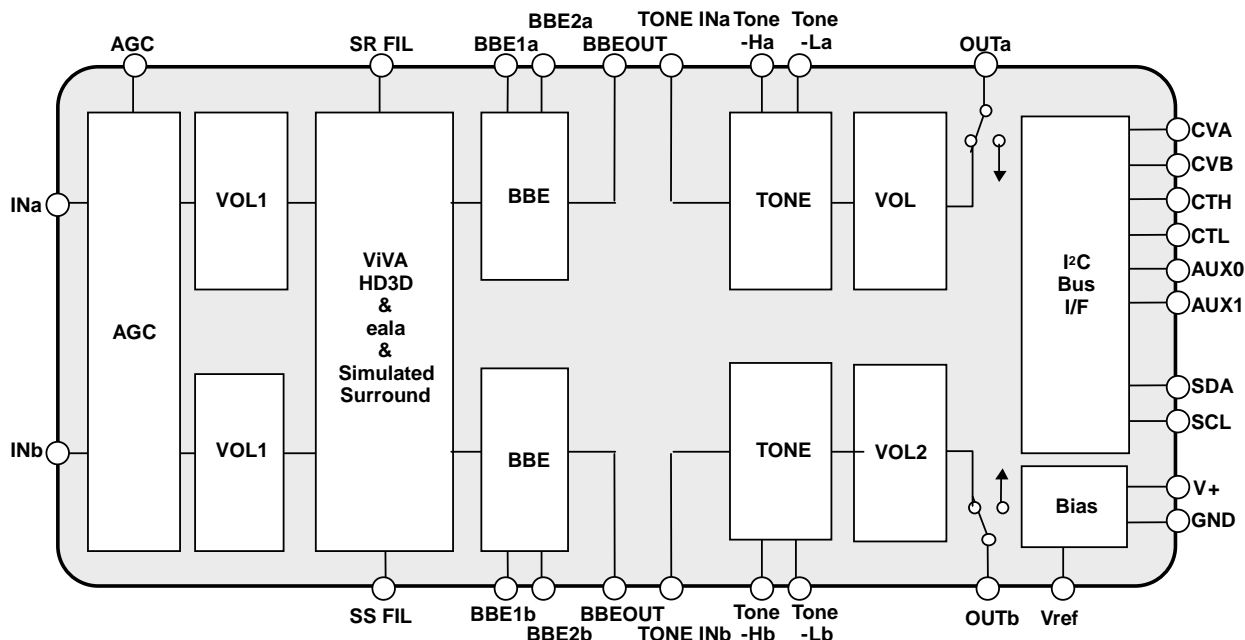 BBE2a
TONE INa
Tone
-Ha
Tone
-La
AGC
SR FIL
BBE1a
BBEOUT
OUTa
CVA
CVB
CTH
CTL
AUX0
AUX1
SDA
SCL
V+
GND
INa
INb
AGC
VOL1
VOL1
ViVA
HD3D
&
eala
&
Simulated
Surround
BBE
BBE
TONE
TONE
VOL
VOL2
I²C
Bus
I/F
Bias
SS FIL
BBE1b
BBE2b
BBEOUT
TONE INb
Tone
-Hb
Tone
-Lb
OUTb
Vref